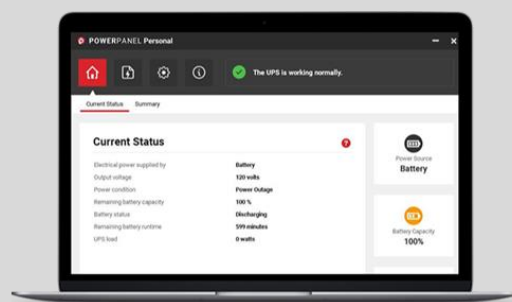 POWERPANEL Personal
The UPS is working normally.
Current Status Summary
Current Status
Electrical power supplied by Battery
Output voltage 120 volts
Power condition Power Outage
Remaining battery capacity 100 %
Battery status Discharging
Remaining battery runtime 599 minutes
UPS load 0 watts
Power Source
Battery
Battery Capacity
100%